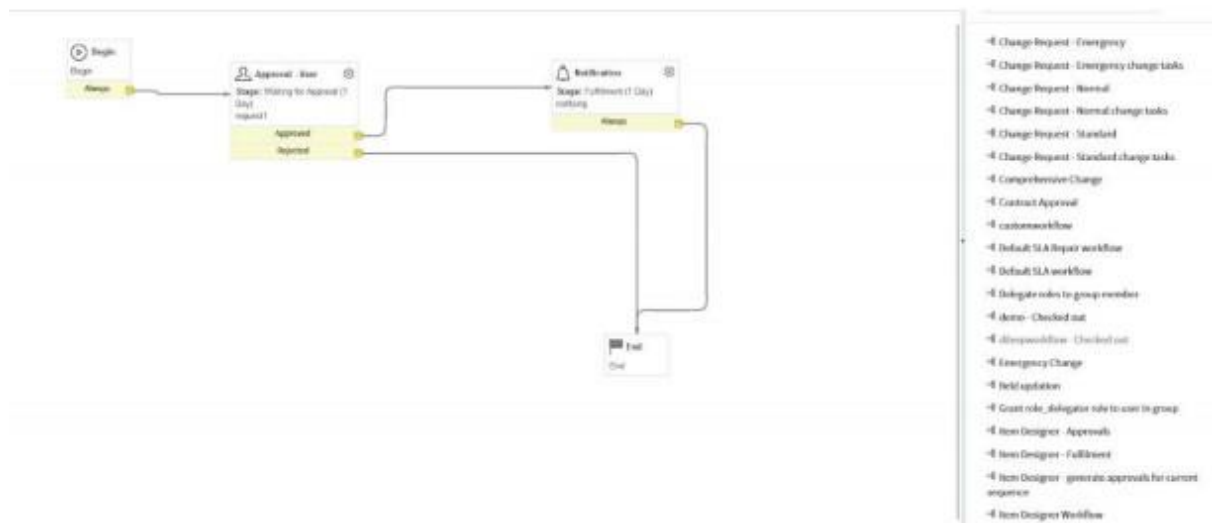 Begin
Begin
Always
Approval - User
Stage: Waiting for Approval (1
Day)
request1
Approved
Rejected
Notification
Stage: Fulfillment (1 Day)
Always
End
End
Change Request - Emergency
Change Request - Emergency change tasks
Change Request - Normal
Change Request - Normal change tasks
Change Request - Standard
Change Request - Standard change tasks
Comprehensive Change
Contract Approval
customworkflow
Default SLA Repair workflow
Default SLA workflow
Delegate roles to group member
demo - Checked out
Checked out
Emergency Change
field updation
Grant role_delegator role to user in group
Item Designer - Approvals
Item Designer - Fulfilment
Item Designer - generate approvals for current
sequence
Item Designer Workflow